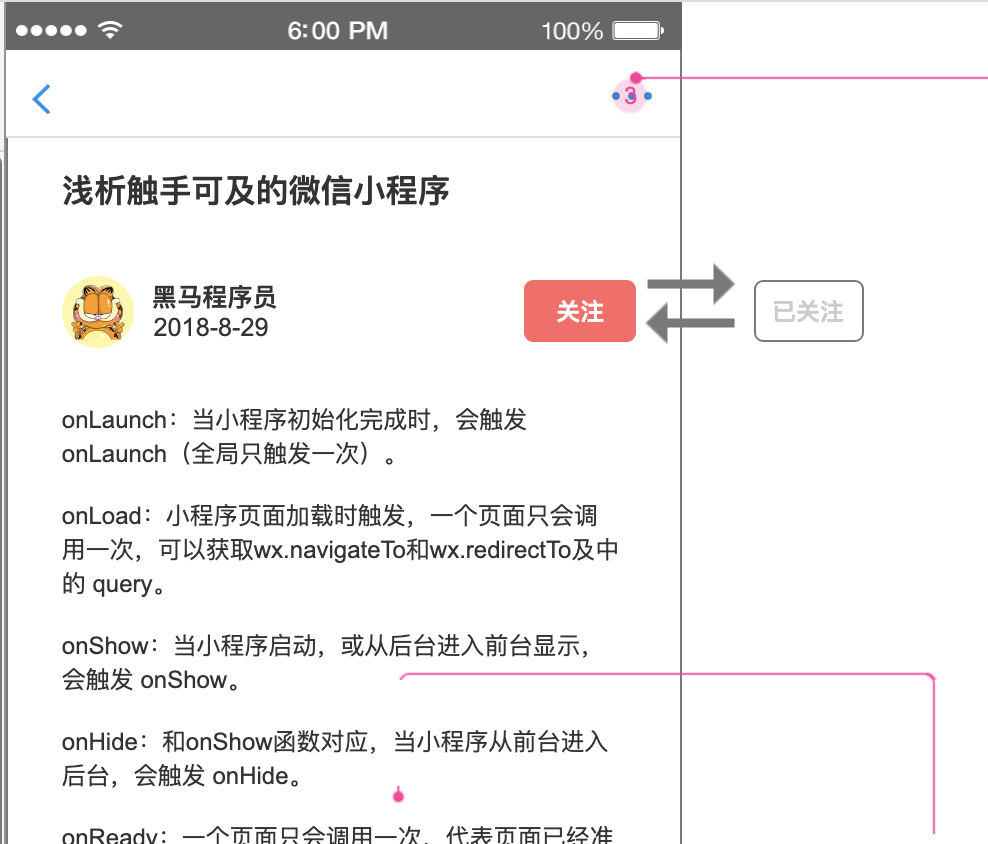 6:00 PM 100%
3
浅析触手可及的微信小程序
黑马程序员
2018-8-29
关注 已关注
onLaunch：当小程序初始化完成时，会触发
onLaunch（全局只触发一次）。
onLoad：小程序页面加载时触发，一个页面只会调
用一次，可以获取wx.navigateTo和wx.redirectTo及中
的 query。
onShow：当小程序启动，或从后台进入前台显示，
会触发 onShow。
onHide：和onShow函数对应，当小程序从前台进入
后台，会触发 onHide。
onReady：一个页面只会调用一次，代表页面已经准